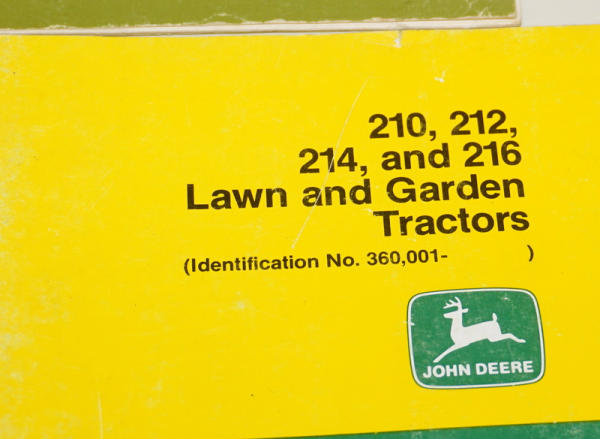 210, 212,
214, and 216
Lawn and Garden
Tractors
(Identification No. 360,001-          )
JOHN DEERE